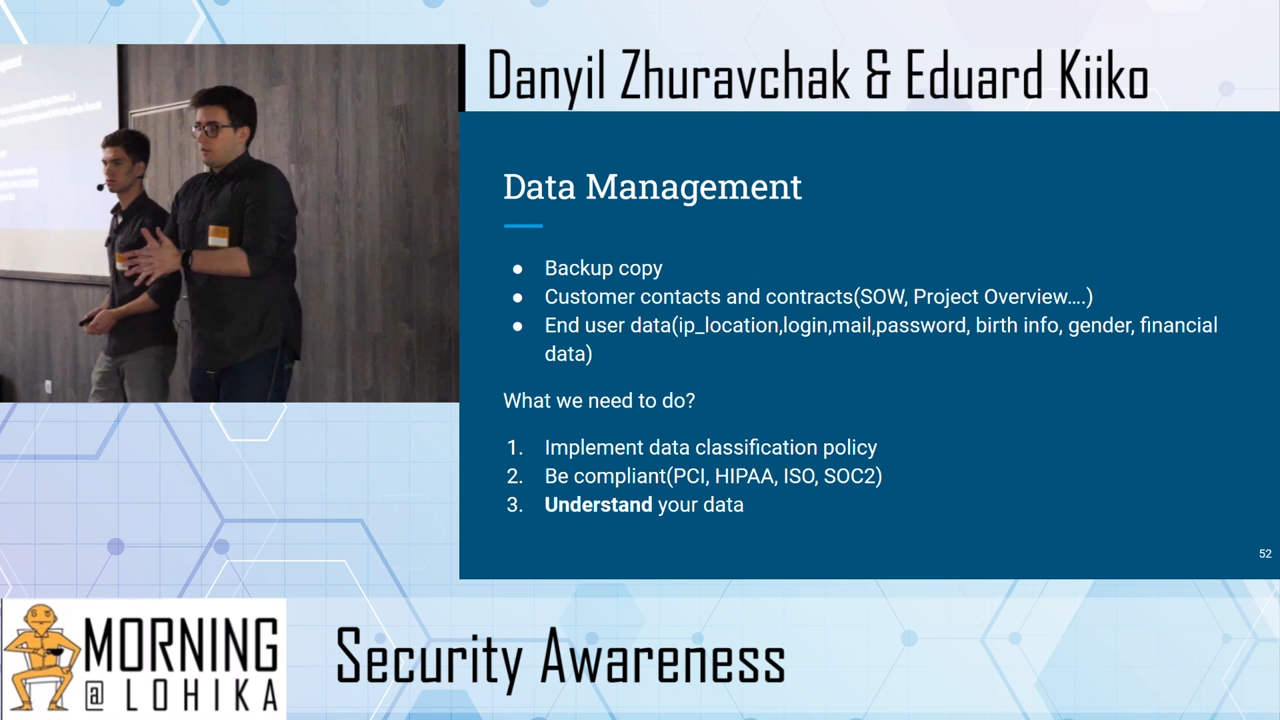 Danyil Zhuravchak & Eduard Kiiko
Data Management
● Backup copy
● Customer contacts and contracts(SOW, Project Overview....)
● End user data(ip_location,login,mail,password, birth info, gender, financial
data)
What we need to do?
1. Implement data classification policy
2. Be compliant(PCI, HIPAA, ISO, SOC2)
3. Understand your data
52
MORNING
@ LOHIKA
Security Awareness